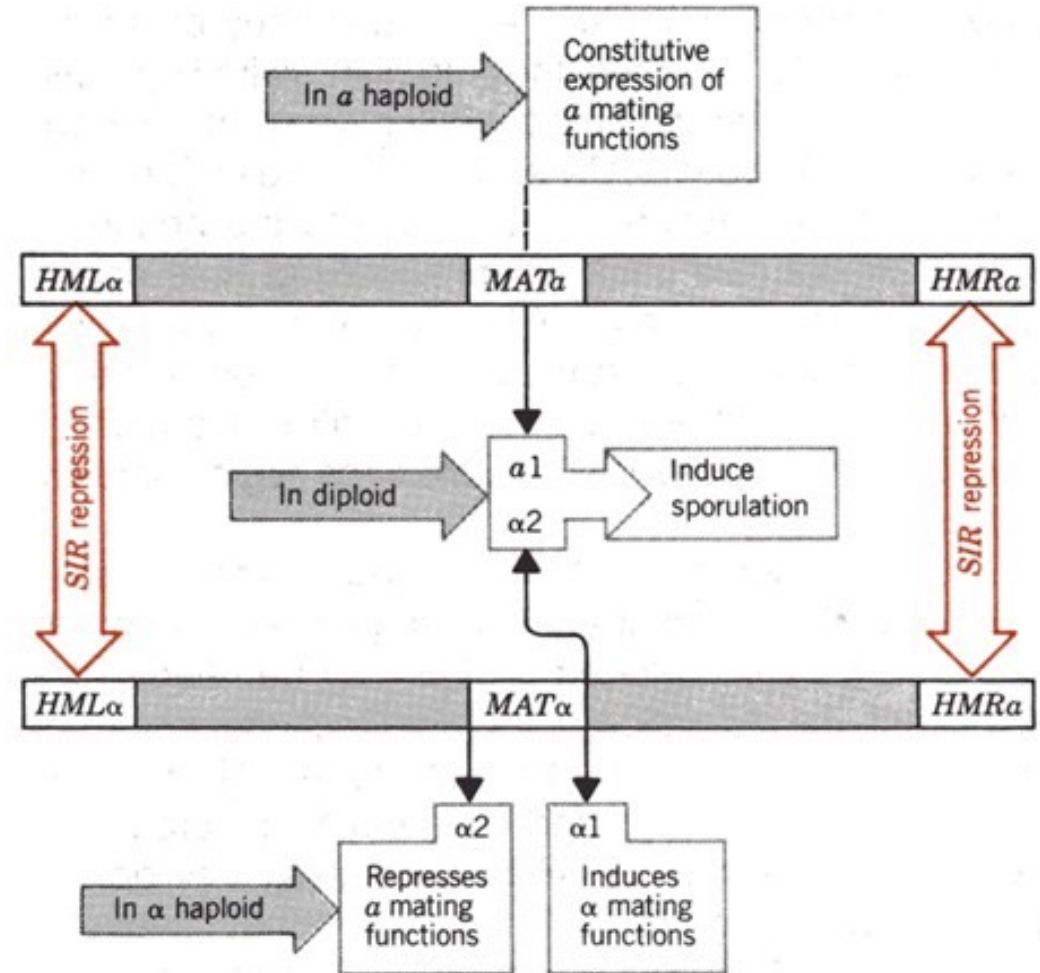 In a haploid
Constitutive
expression of
a mating
functions
HMLα
MATa
HMRa
SIR repression
SIR repression
In diploid
a1
α2
Induce
sporulation
HMLα
MATα
HMRa
In α haploid
α2
Represses
a mating
functions
α1
Induces
α mating
functions